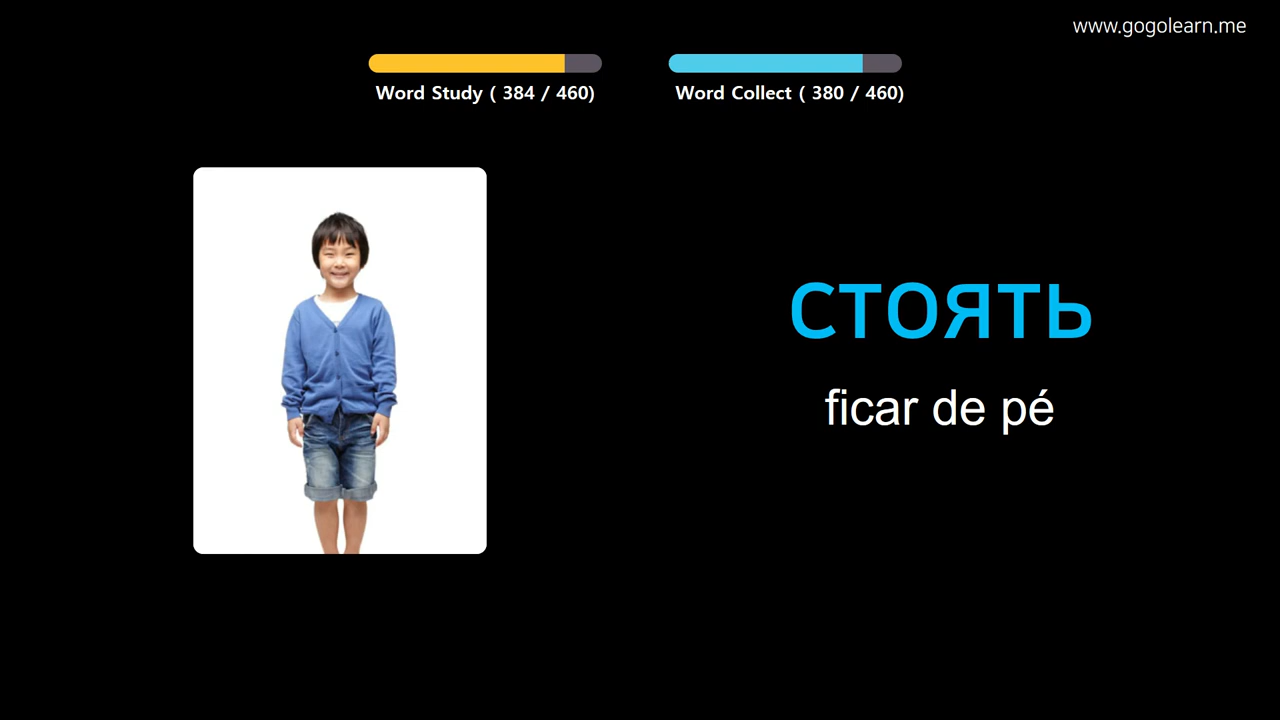 www.gogolearn.me
Word Study ( 384 / 460)
Word Collect ( 380 / 460)
стоять
ficar de pé